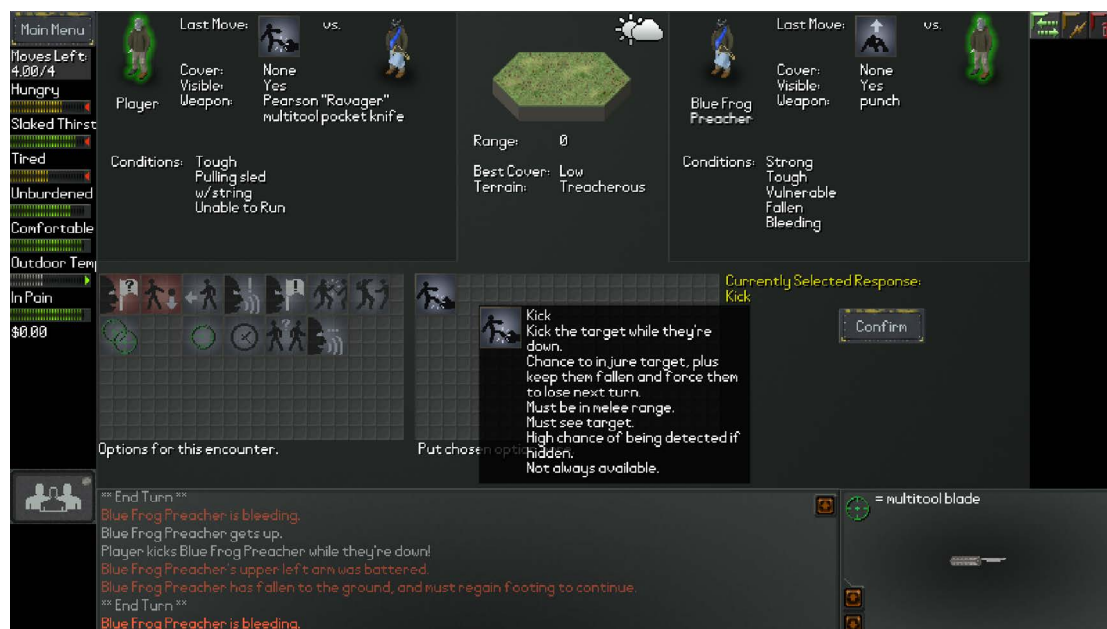 Main Menu
Moves Left:
4.00/4
Hungry
Slaked Thirst
Tired
Unburdened
Comfortable
Outdoor Temp
In Pain
$0.00
Last Move: vs.
Cover: None
Visible: Yes
Weapon: Pearson "Ravager"
multitool pocket knife
Player
Conditions: Tough
Pulling sled
w/string
Unable to Run
Range: 0
Best Cover: Low
Terrain: Treacherous
Last Move: vs.
Cover: None
Visible: Yes
Weapon: punch
Blue Frog
Preacher
Conditions: Strong
Tough
Vulnerable
Fallen
Bleeding
Options for this encounter.
Put chosen opti
Kick
Kick the target while they're
down.
Chance to injure target, plus
keep them fallen and force them
to lose next turn.
Must be in melee range.
Must see target.
High chance of being detected if
hidden.
Not always available.
Currently Selected Response:
Kick
Confirm
** End Turn **
Blue Frog Preacher is bleeding.
Blue Frog Preacher gets up.
Player kicks Blue Frog Preacher while they're down!
Blue Frog Preacher's upper left arm was battered.
Blue Frog Preacher has fallen to the ground, and must regain footing to continue.
** End Turn **
Blue Frog Preacher is bleeding.
= multitool blade